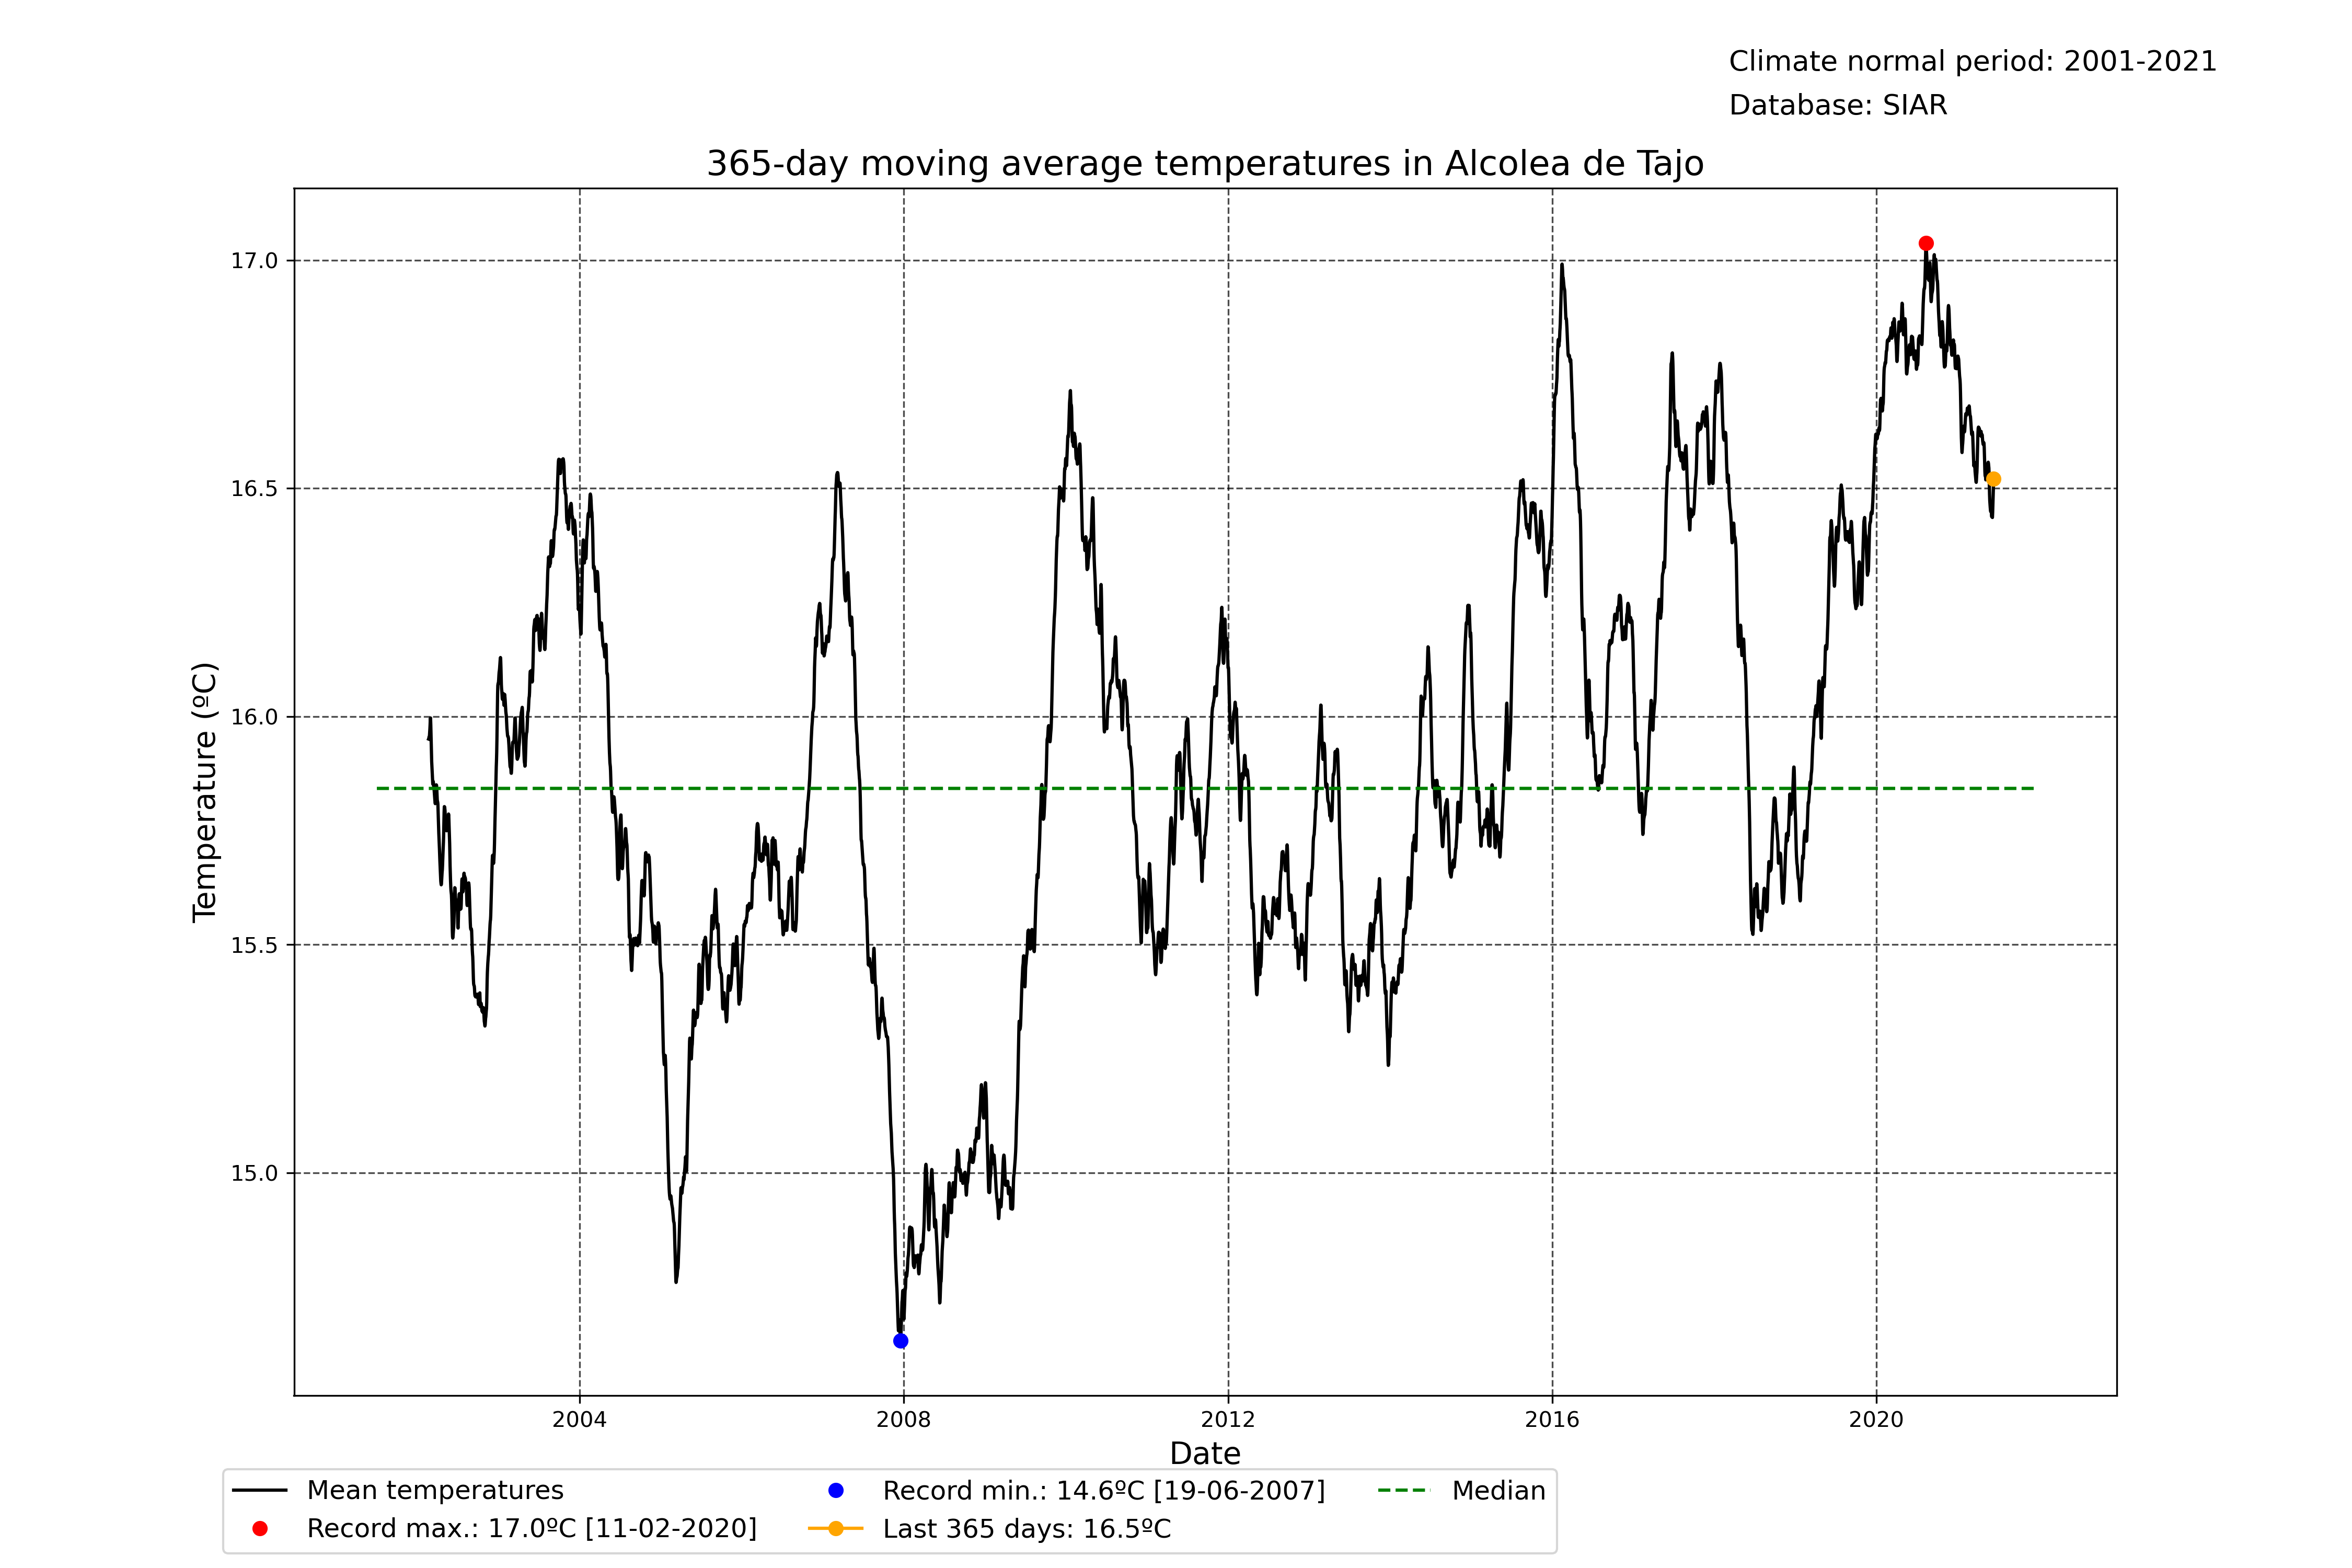 Climate normal period: 2001-2021
Database: SIAR
365-day moving average temperatures in Alcolea de Tajo
17.0
16.5
16.0
15.5
15.0
Temperature (ºC)
2004 2008 2012 2016 2020
Date
Mean temperatures
Record max.: 17.0ºC [11-02-2020]
Record min.: 14.6ºC [19-06-2007]
Last 365 days: 16.5ºC
Median